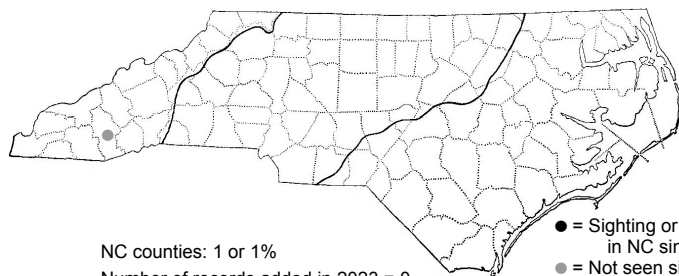 NC counties: 1 or 1%
Number of records added in 2023 = 0
● = Sighting or
in NC sin
● = Not seen si